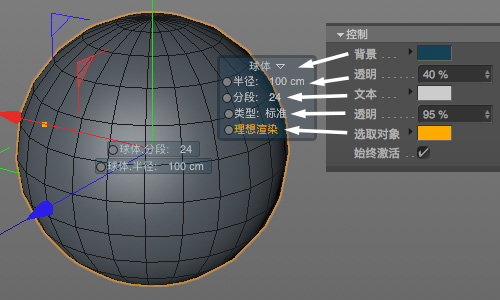 球体
半径: 100 cm
分段: 24
类型: 标准
理想渲染
球体.分段: 24
球体.半径: 100 cm
控制
背景 . . . .
透明 . . . . 40 %
文本 . . . .
透明 . . . . 95 %
选取对象
始终激活 . .